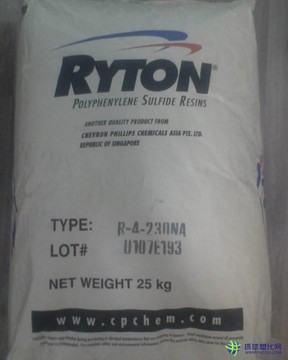 RYTON®
POLYPHENYLENE SULFIDE RESINS
ANOTHER QUALITY PRODUCT FROM
CHEVRON PHILLIPS CHEMICALS ASIA PTE. LTD.
REPUBLIC OF SINGAPORE
TYPE: R-4-230NA
LOT# U107E193
NET WEIGHT 25 kg
www.cpchem.com